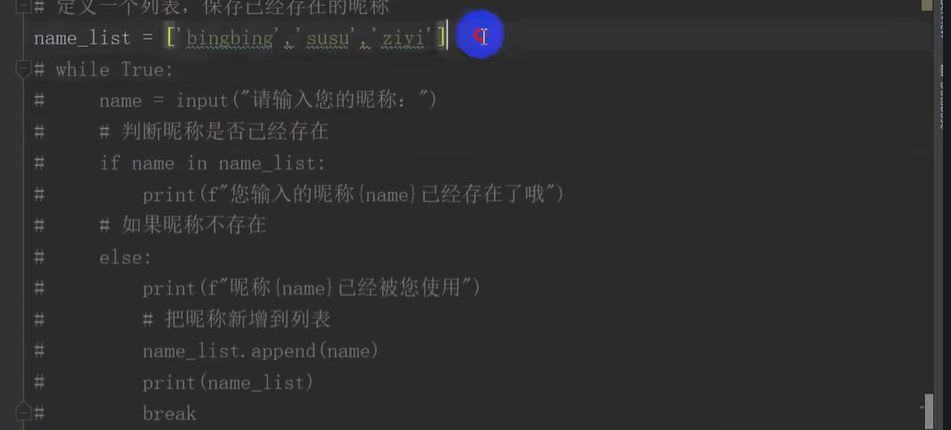 # 定义一个列表，保存已经存在的昵称
name_list = ['bingbing','susu','ziyi']
# while True:
#     name = input("请输入您的昵称：")
#     # 判断昵称是否已经存在
#     if name in name_list:
#         print(f"您输入的昵称{name}已经存在了哦")
#     # 如果昵称不存在
#     else:
#         print(f"昵称{name}已经被您使用")
#         # 把昵称新增到列表
#         name_list.append(name)
#         print(name_list)
#         break